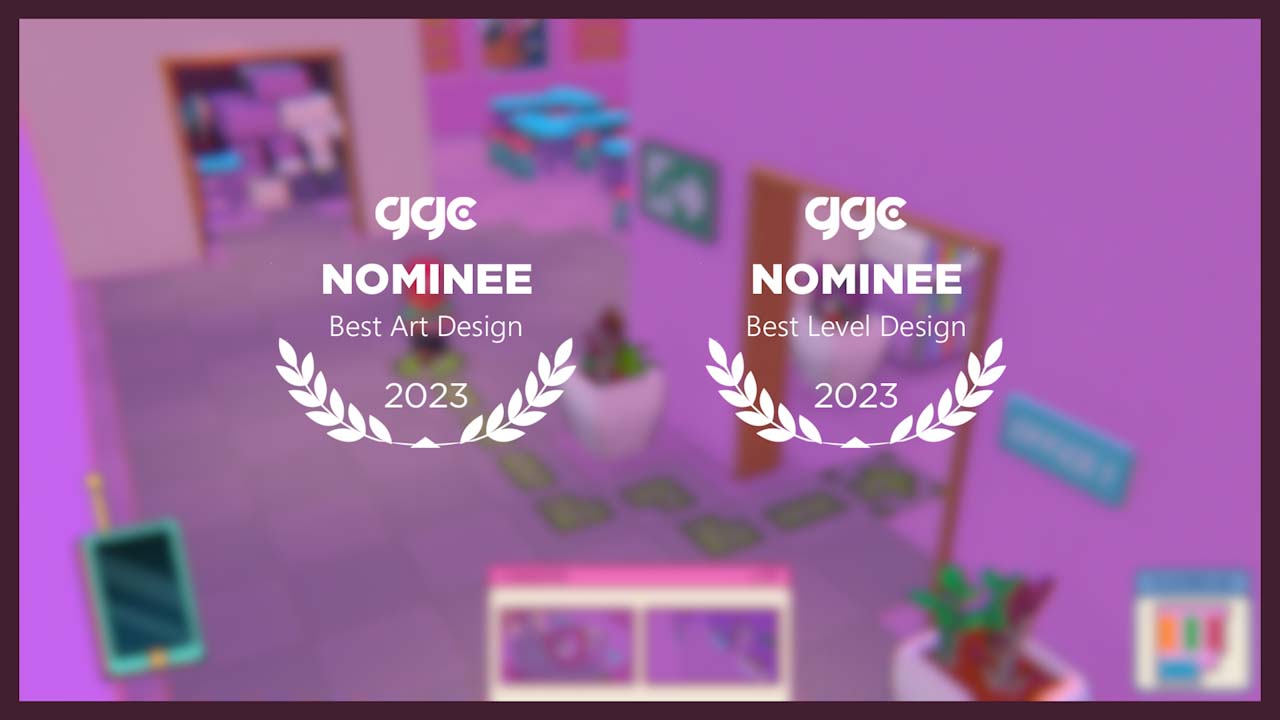 ggc
NOMINEE
Best Art Design
2023
ggc
NOMINEE
Best Level Design
2023